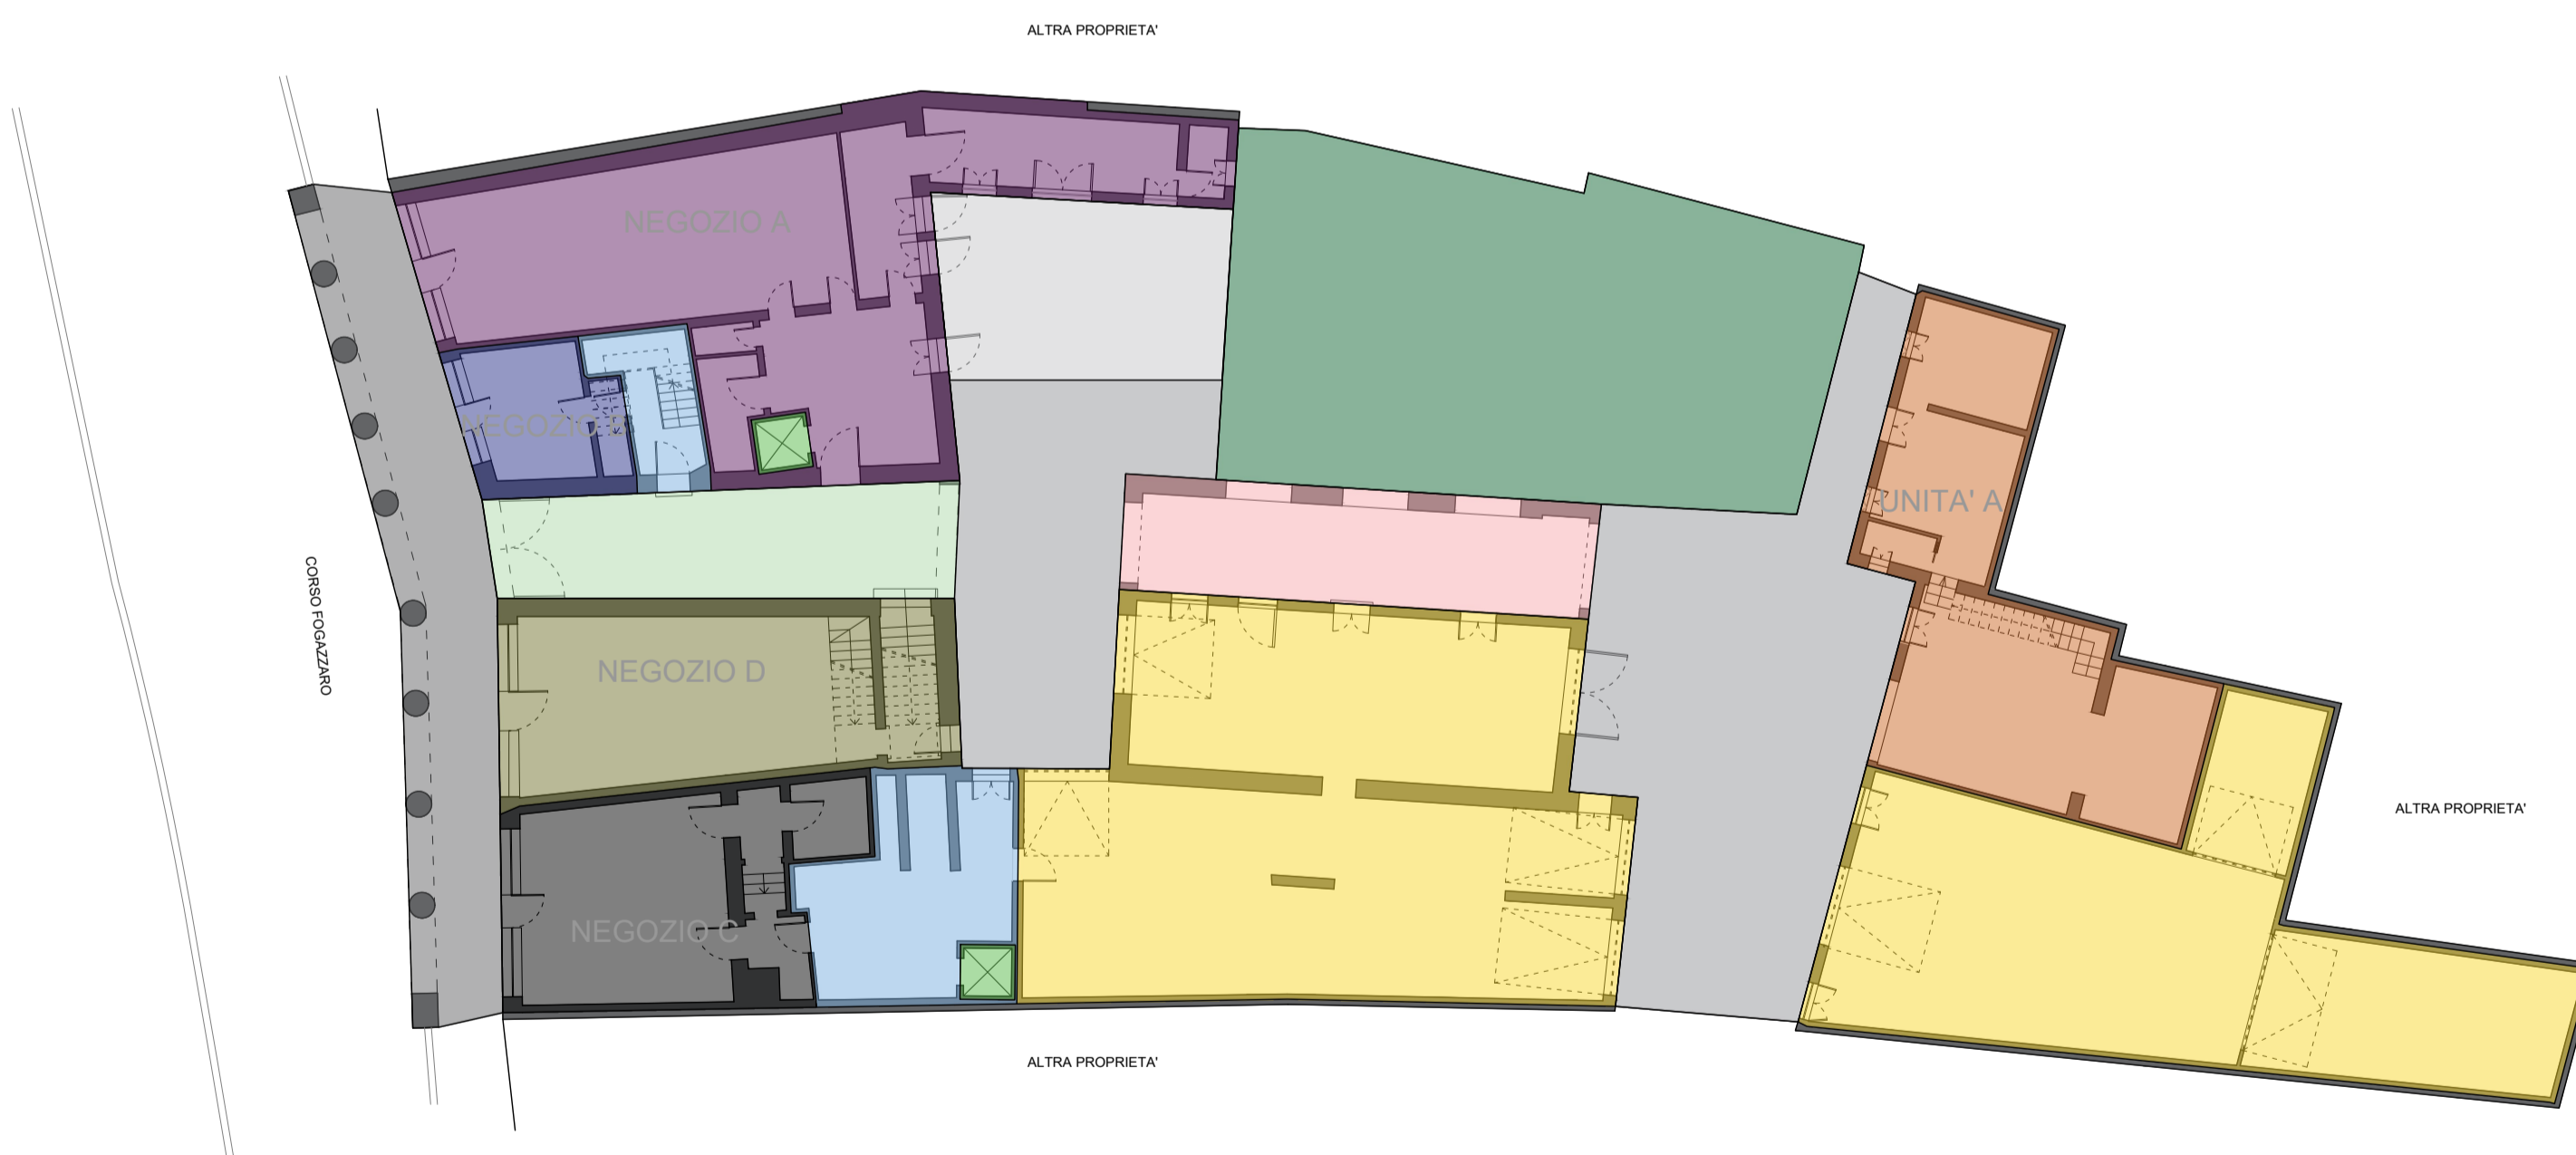 ALTRA PROPRIETA'
NEGOZIO A
NEGOZIO B
UNITA' A
CORSO FOGAZZARO
NEGOZIO D
ALTRA PROPRIETA'
NEGOZIO C
ALTRA PROPRIETA'